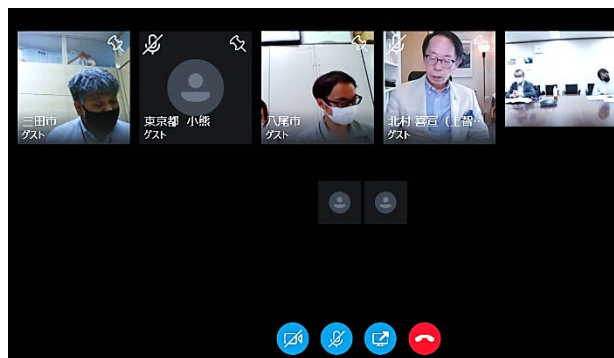 三田市
ゲスト
東京都 小熊
ゲスト
八尾市
ゲスト
北村 喜宣（上智…
ゲスト